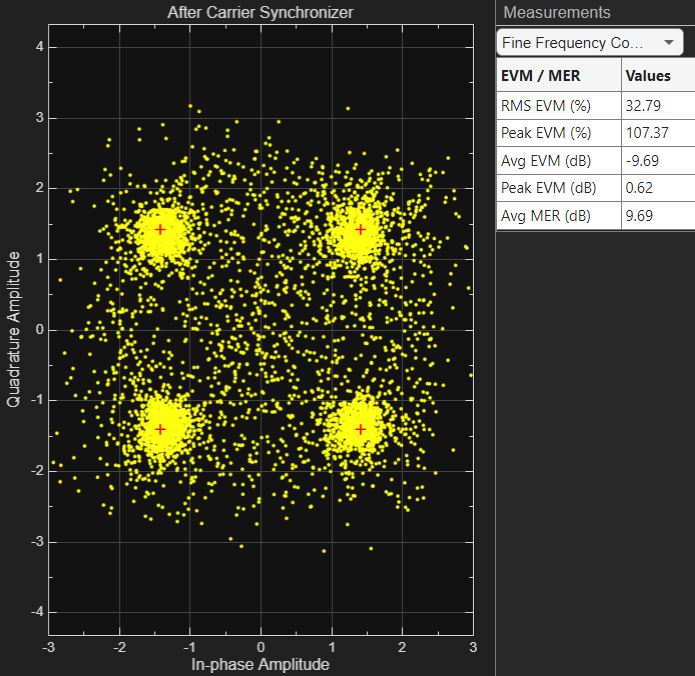 After Carrier Synchronizer
4
3
2
1
0
-1
-2
-3
-4
-3 -2 -1 0 1 2 3
In-phase Amplitude
Quadrature Amplitude
Measurements
Fine Frequency Co...
EVM / MER Values
RMS EVM (%) 32.79
Peak EVM (%) 107.37
Avg EVM (dB) -9.69
Peak EVM (dB) 0.62
Avg MER (dB) 9.69